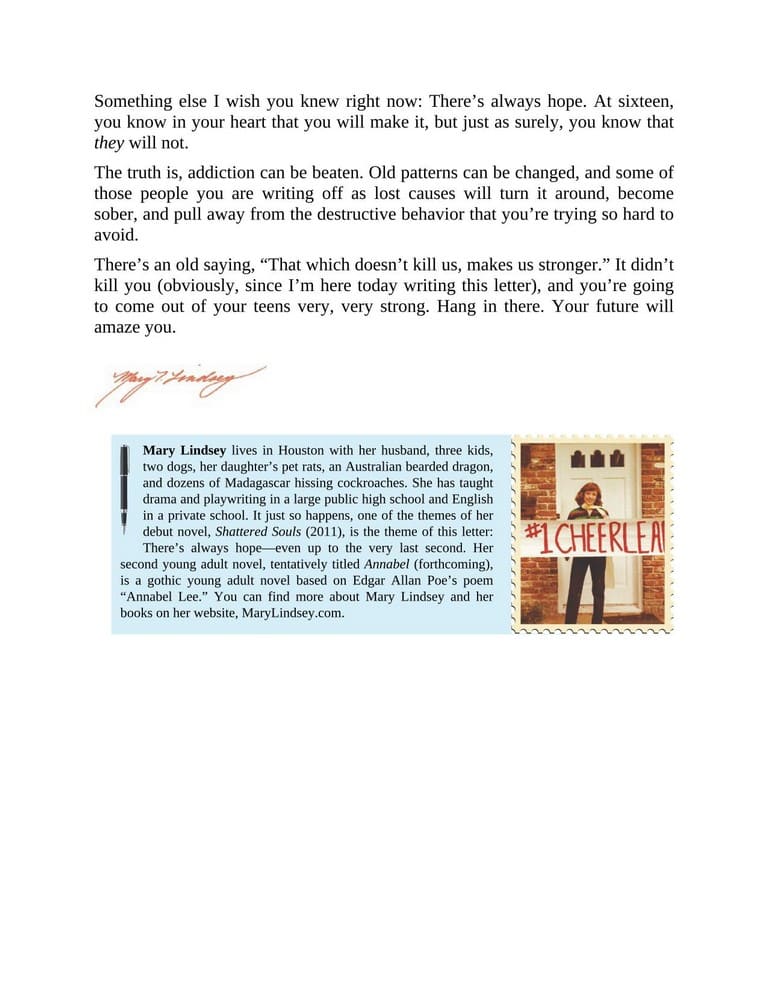 Something else I wish you knew right now: There’s always hope. At sixteen,
you know in your heart that you will make it, but just as surely, you know that
they will not.
The truth is, addiction can be beaten. Old patterns can be changed, and some of
those people you are writing off as lost causes will turn it around, become
sober, and pull away from the destructive behavior that you’re trying so hard to
avoid.
There’s an old saying, “That which doesn’t kill us, makes us stronger.” It didn’t
kill you (obviously, since I’m here today writing this letter), and you’re going
to come out of your teens very, very strong. Hang in there. Your future will
amaze you.
Mary Lindsey
Mary Lindsey lives in Houston with her husband, three kids,
two dogs, her daughter’s pet rats, an Australian bearded dragon,
and dozens of Madagascar hissing cockroaches. She has taught
drama and playwriting in a large public high school and English
in a private school. It just so happens, one of the themes of her
debut novel, Shattered Souls (2011), is the theme of this letter:
There’s always hope—even up to the very last second. Her
second young adult novel, tentatively titled Annabel (forthcoming),
is a gothic young adult novel based on Edgar Allan Poe’s poem
“Annabel Lee.” You can find more about Mary Lindsey and her
books on her website, MaryLindsey.com.
#1 CHEERLEA